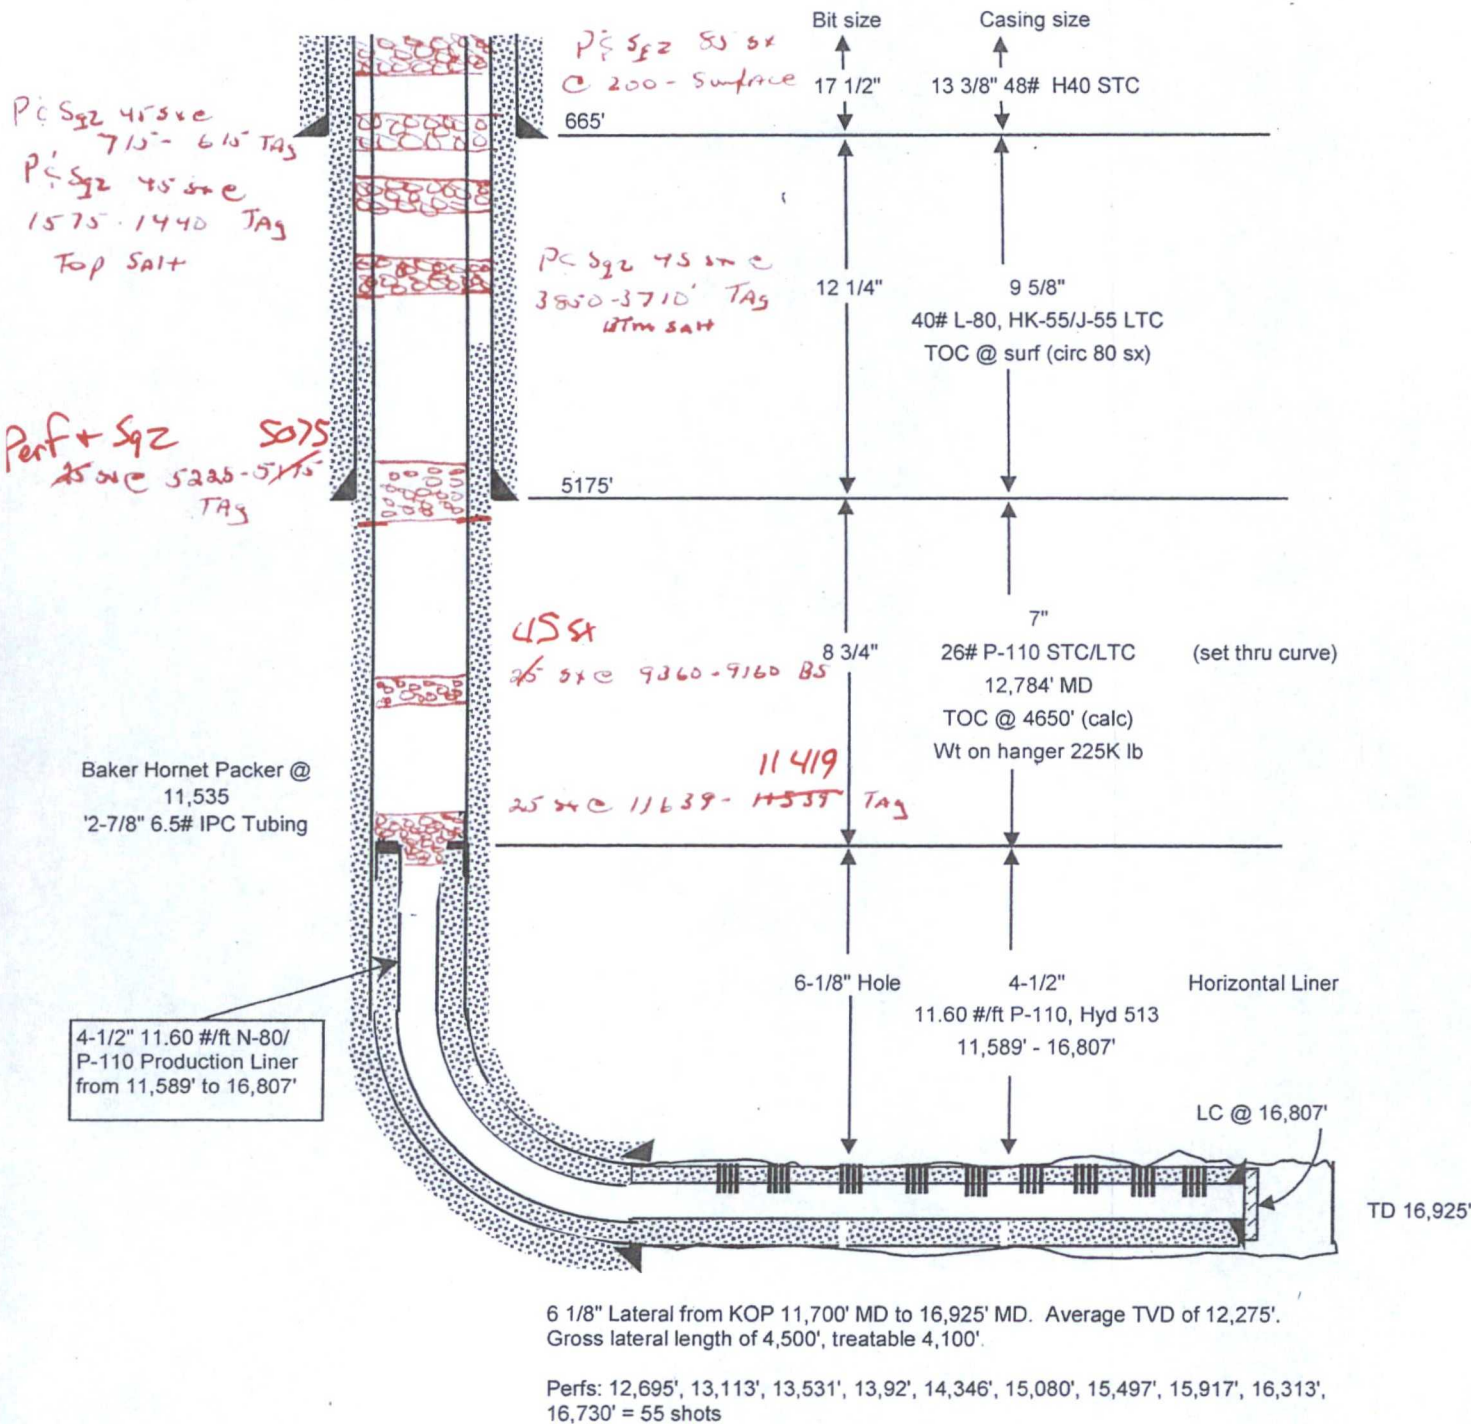 Bit size
Casing size
P & Sqz 85 sx
@ 200 - Surface
17 1/2"
13 3/8" 48# H40 STC
P & Sqz 45 sx @
715 - 615 TAg
665'
P & Sqz 45 sx @
1575 - 1440 TAg
Top SAlt
P & Sqz 45 sx @
3850-3710' TAg
BTm SAlt
12 1/4"
9 5/8"
40# L-80, HK-55/J-55 LTC
TOC @ surf (circ 80 sx)
Perf + Sqz 5075
25 sx @ 5225-5175
TAg
5175'
45 sx
25 sx @ 9360-9160 BS
8 3/4"
7"
26# P-110 STC/LTC
(set thru curve)
12,784' MD
TOC @ 4650' (calc)
Wt on hanger 225K lb
Baker Hornet Packer @
11,535
'2-7/8" 6.5# IPC Tubing
11419
25 sx @ 11639 - 11539 TAg
6-1/8" Hole
4-1/2"
Horizontal Liner
11.60 #/ft P-110, Hyd 513
11,589' - 16,807'
4-1/2" 11.60 #/ft N-80/
P-110 Production Liner
from 11,589' to 16,807'
LC @ 16,807'
TD 16,925'
6 1/8" Lateral from KOP 11,700' MD to 16,925' MD. Average TVD of 12,275'.
Gross lateral length of 4,500', treatable 4,100'.
Perfs: 12,695', 13,113', 13,531', 13,92', 14,346', 15,080', 15,497', 15,917', 16,313',
16,730' = 55 shots